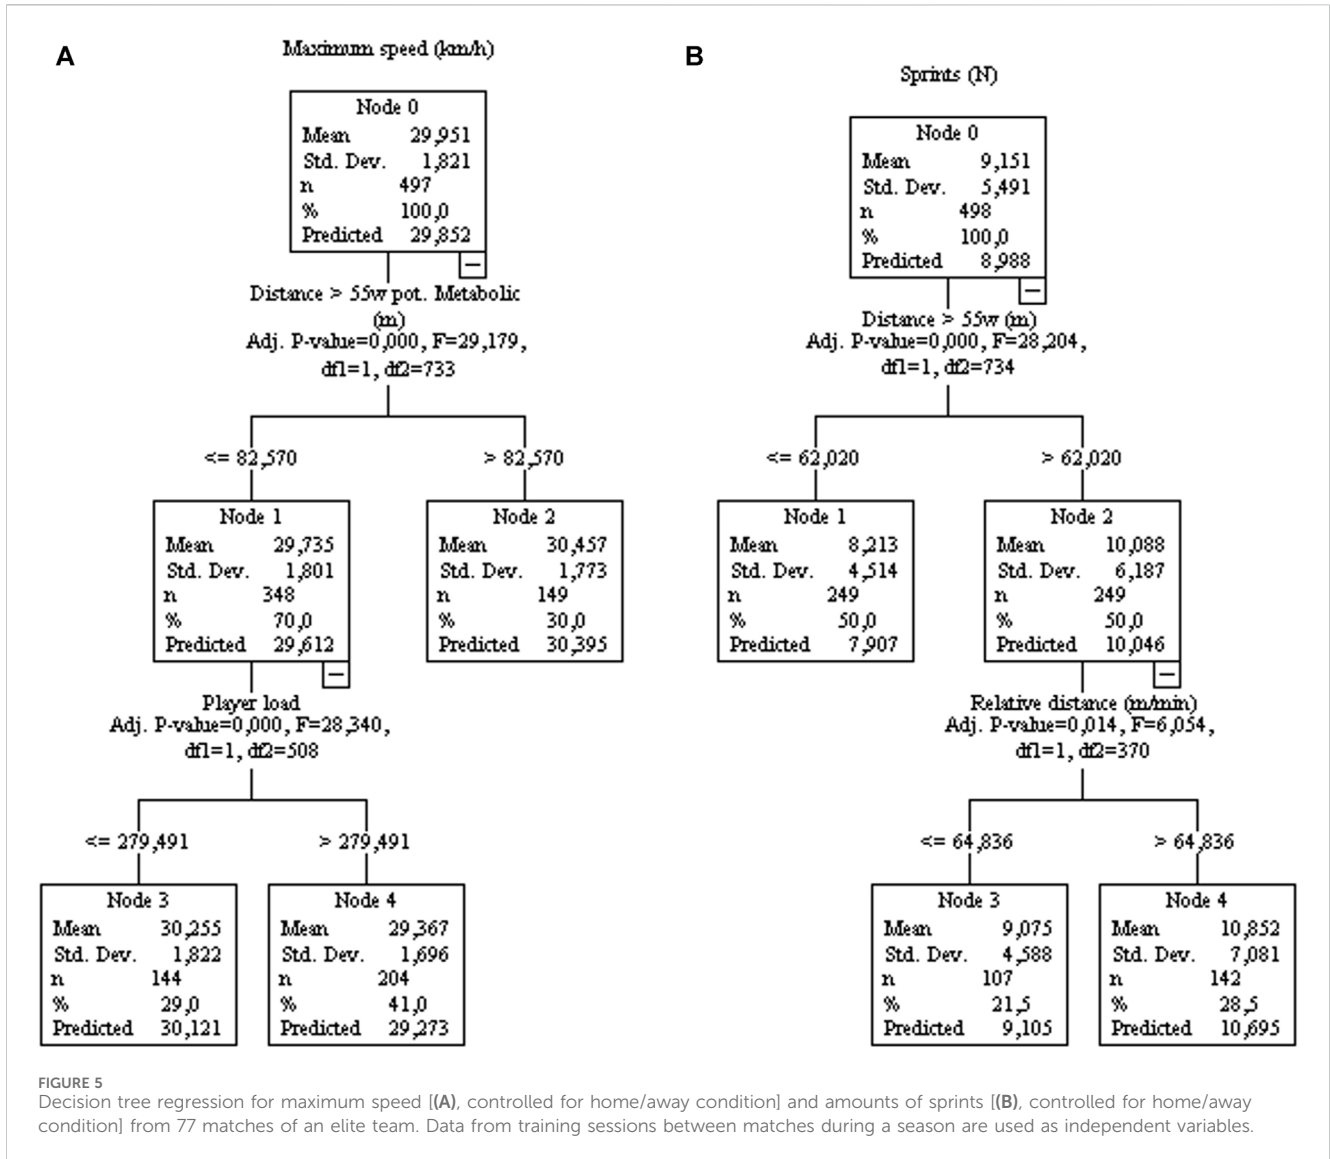 A
Maximum speed (km/h)
Node 0
Mean 29,951
Std. Dev. 1,821
n 497
% 100,0
Predicted 29,852
Distance > 55w pot. Metabolic
(m)
Adj. P-value=0,000, F=29,179,
df1=1, df2=733
<= 82,570
> 82,570
Node 1
Mean 29,735
Std. Dev. 1,801
n 348
% 70,0
Predicted 29,612
Node 2
Mean 30,457
Std. Dev. 1,773
n 149
% 30,0
Predicted 30,395
Player load
Adj. P-value=0,000, F=28,340,
df1=1, df2=508
<= 279,491
> 279,491
Node 3
Mean 30,255
Std. Dev. 1,822
n 144
% 29,0
Predicted 30,121
Node 4
Mean 29,367
Std. Dev. 1,696
n 204
% 41,0
Predicted 29,273
B
Sprints (N)
Node 0
Mean 9,151
Std. Dev. 5,491
n 498
% 100,0
Predicted 8,988
Distance > 55w (m)
Adj. P-value=0,000, F=28,204,
df1=1, df2=734
<= 62,020
> 62,020
Node 1
Mean 8,213
Std. Dev. 4,514
n 249
% 50,0
Predicted 7,907
Node 2
Mean 10,088
Std. Dev. 6,187
n 249
% 50,0
Predicted 10,046
Relative distance (m/min)
Adj. P-value=0,014, F=6,054,
df1=1, df2=370
<= 64,836
> 64,836
Node 3
Mean 9,075
Std. Dev. 4,588
n 107
% 21,5
Predicted 9,105
Node 4
Mean 10,852
Std. Dev. 7,081
n 142
% 28,5
Predicted 10,695
FIGURE 5
Decision tree regression for maximum speed [(A), controlled for home/away condition] and amounts of sprints [(B), controlled for home/away
condition] from 77 matches of an elite team. Data from training sessions between matches during a season are used as independent variables.